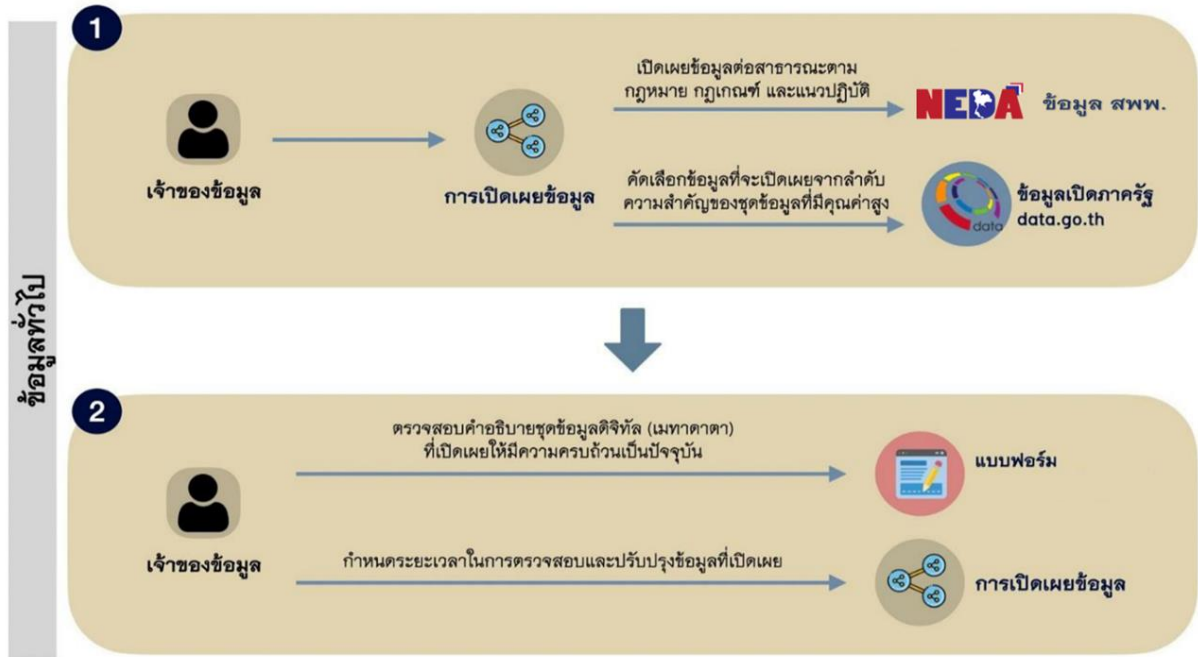 ข้อมูลทั่วไป
1
เจ้าของข้อมูล
การเปิดเผยข้อมูล
เปิดเผยข้อมูลต่อสาธารณะตาม
กฎหมาย กฎเกณฑ์ และแนวปฏิบัติ
NEDA ข้อมูล สพพ.
คัดเลือกข้อมูลที่จะเปิดเผยจากลำดับ
ความสำคัญของชุดข้อมูลที่มีคุณค่าสูง
data
ข้อมูลเปิดภาครัฐ
data.go.th
2
เจ้าของข้อมูล
ตรวจสอบคำอธิบายชุดข้อมูลดิจิทัล (เมทาดาตา)
ที่เปิดเผยให้มีความครบถ้วนเป็นปัจจุบัน
แบบฟอร์ม
กำหนดระยะเวลาในการตรวจสอบและปรับปรุงข้อมูลที่เปิดเผย
การเปิดเผยข้อมูล